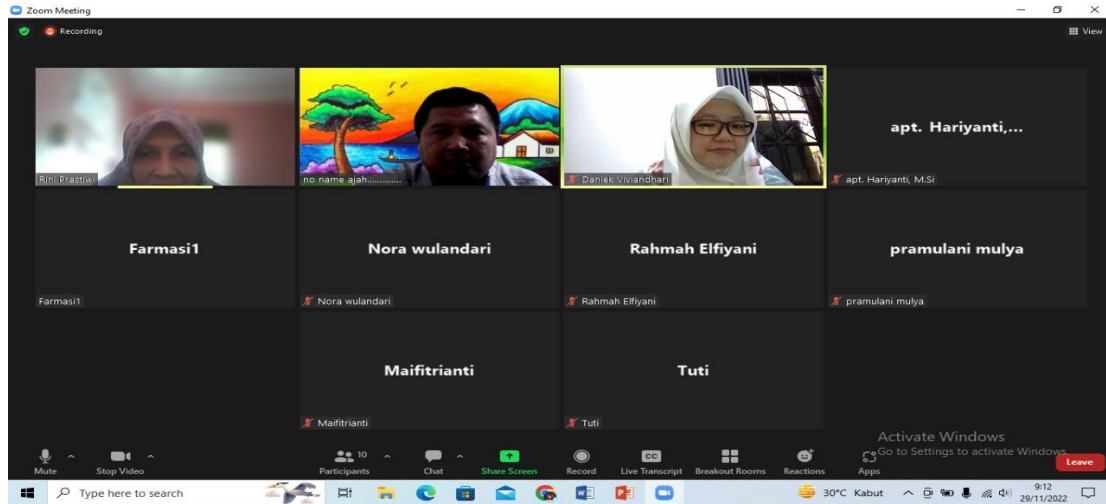 Zoom Meeting
Recording
View
Rini Prastiwi
no name ajah.............
Daniek Viviandhari
apt. Hariyanti,...
apt. Hariyanti, M.Si
Farmasi1
Farmasi1
Nora wulandari
Nora wulandari
Rahmah Elfiyani
Rahmah Elfiyani
pramulani mulya
pramulani mulya
Maifitrianti
Maifitrianti
Tuti
Tuti
Activate Windows
Go to Settings to activate Windows.
Mute
Stop Video
Participants 10
Chat
Share Screen
Record
CC
Live Transcript
Breakout Rooms
Reactions
Apps
Leave
Type here to search
30°C Kabut
9:12
29/11/2022